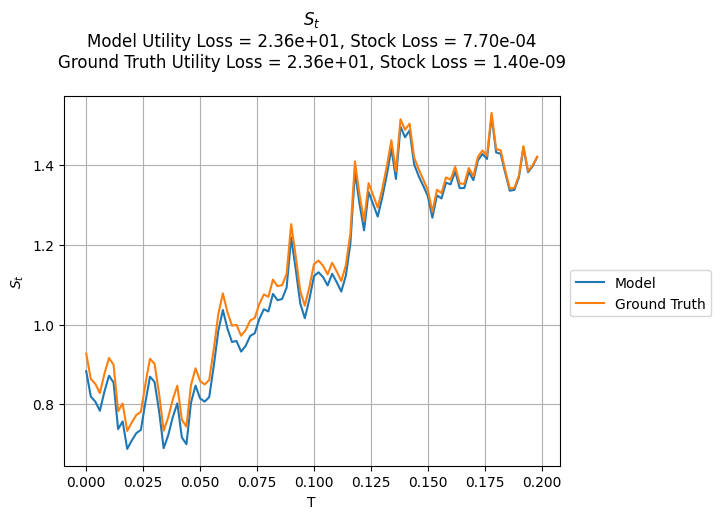 S_t
Model Utility Loss = 2.36e+01, Stock Loss = 7.70e-04
Ground Truth Utility Loss = 2.36e+01, Stock Loss = 1.40e-09
1.4
1.2
1.0
0.8
S_t
0.000 0.025 0.050 0.075 0.100 0.125 0.150 0.175 0.200
T
Model
Ground Truth